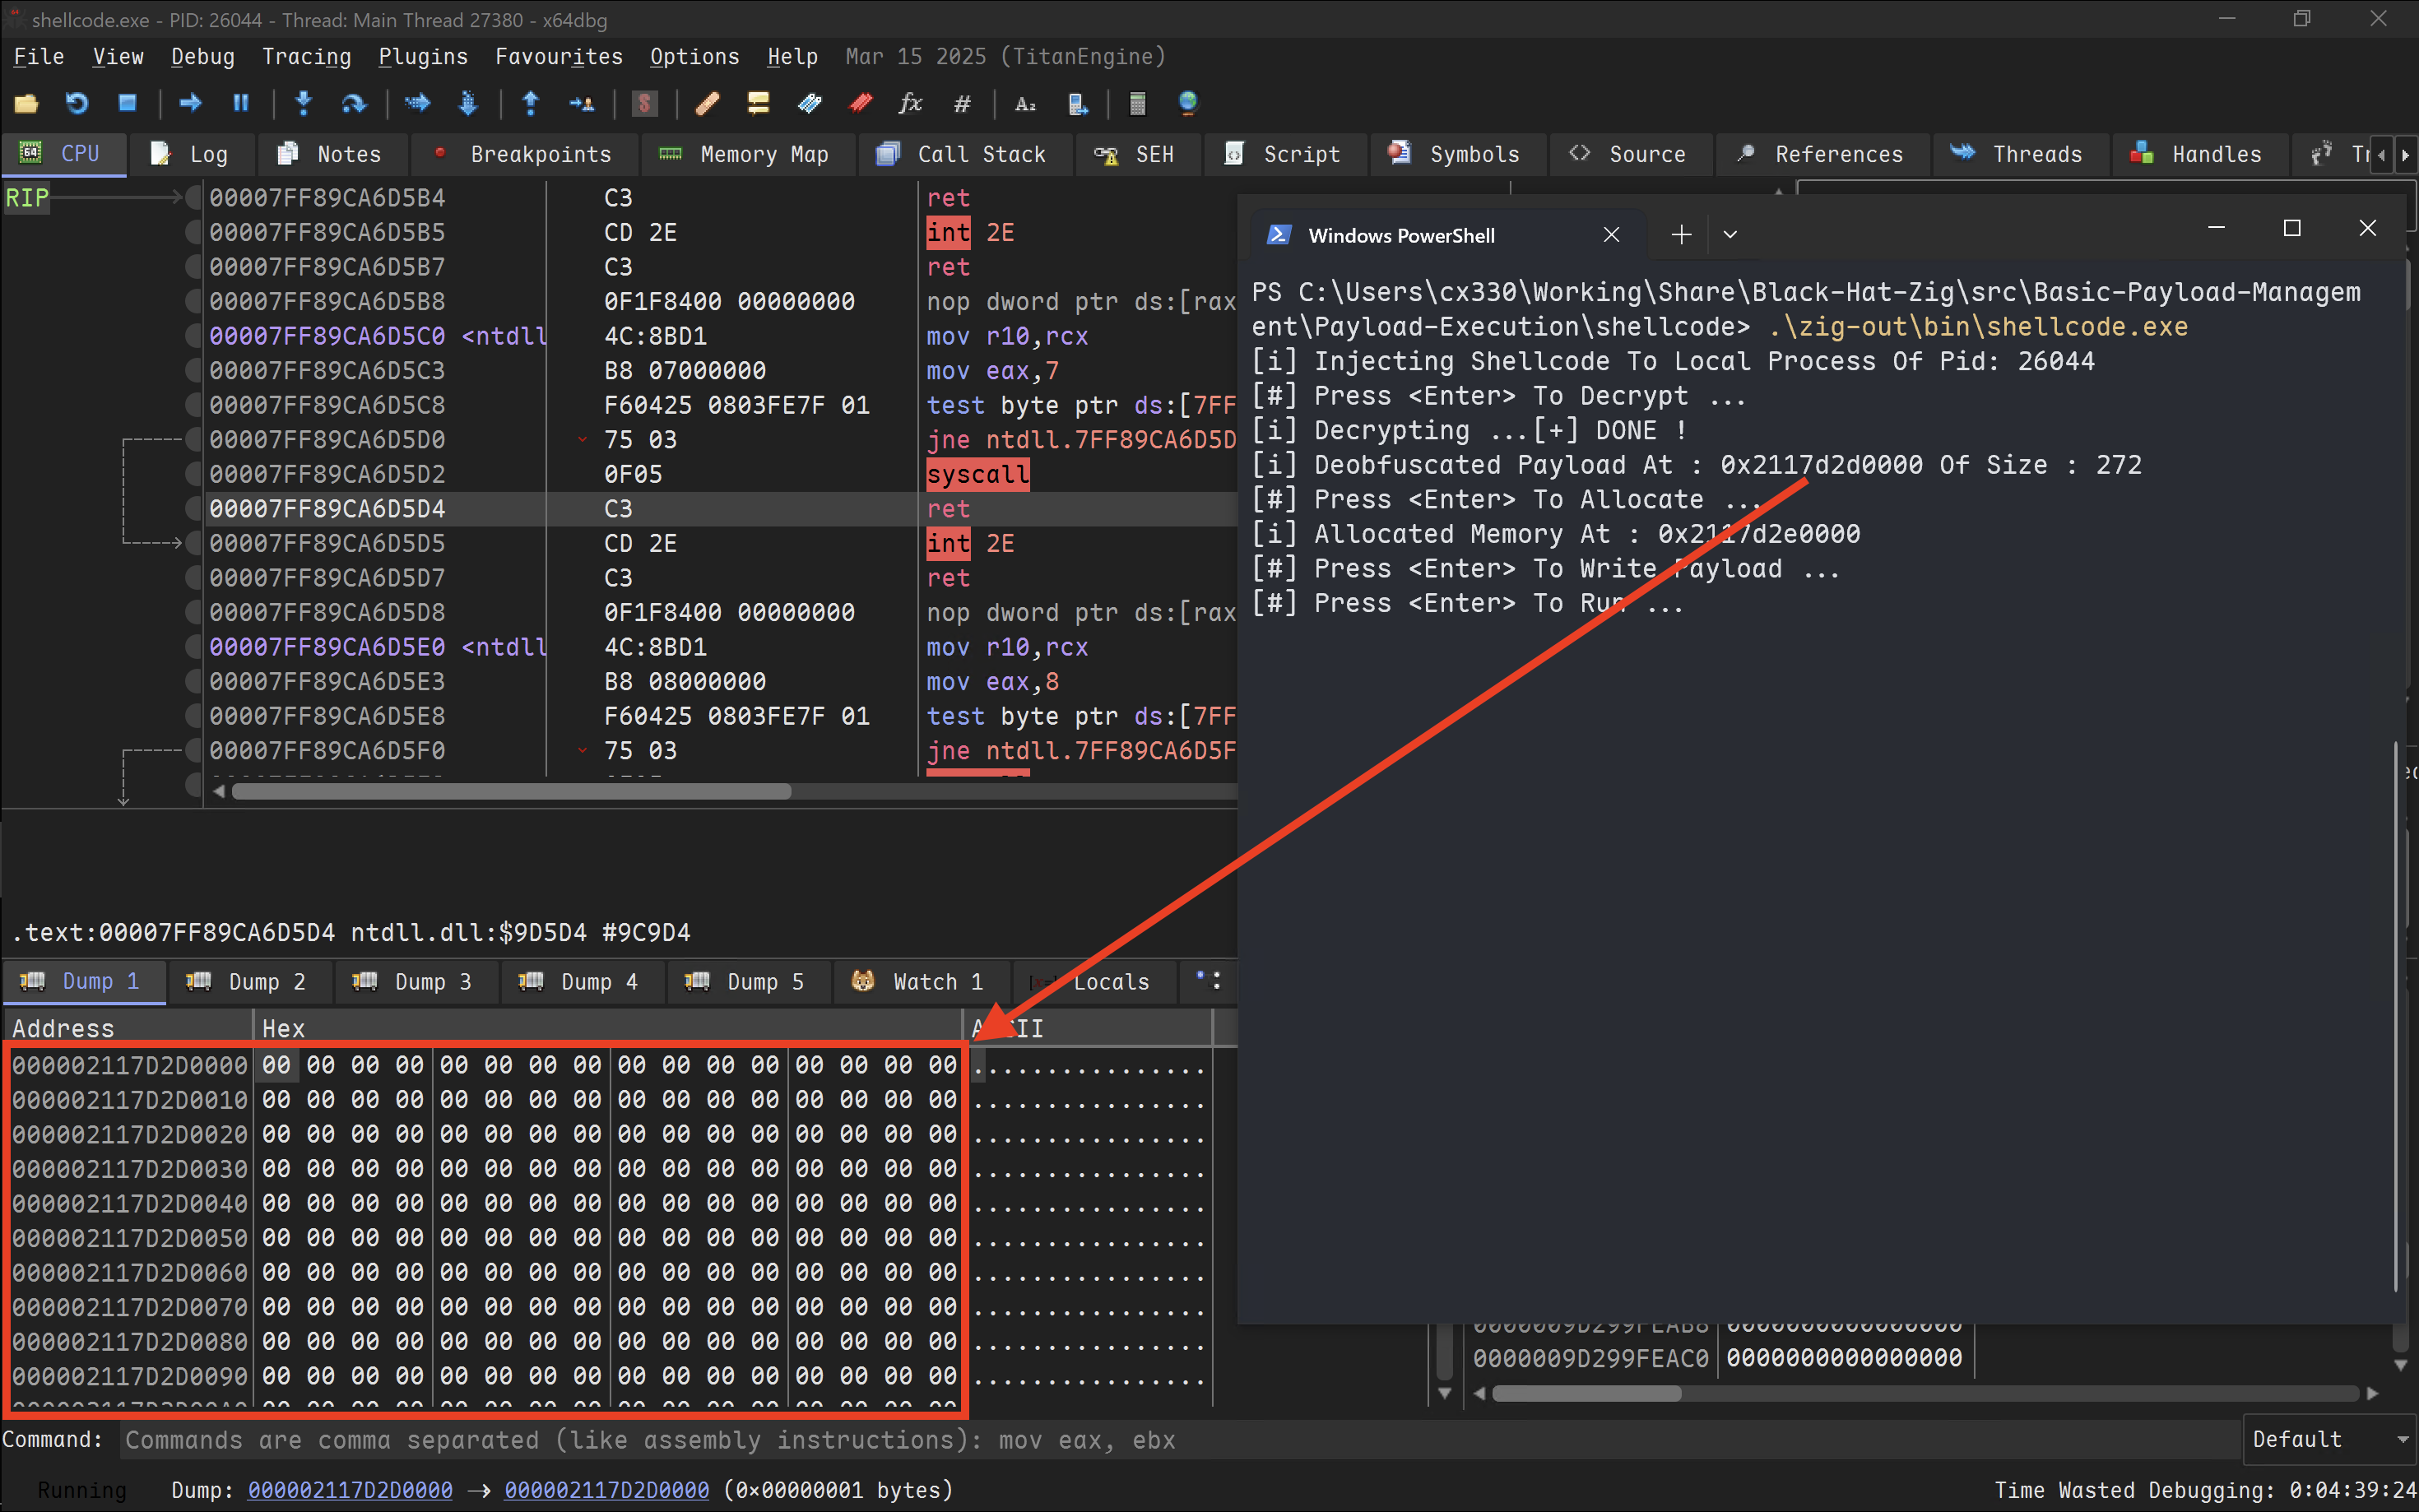 shellcode.exe - PID: 26044 - Thread: Main Thread 27380 - x64dbg
File View Debug Tracing Plugins Favourites Options Help Mar 15 2025 (TitanEngine)
CPU Log Notes Breakpoints Memory Map Call Stack SEH Script Symbols Source References Threads Handles
RIP 00007FF89CA6D5B4 C3 ret
00007FF89CA6D5B5 CD 2E int 2E
00007FF89CA6D5B7 C3 ret
00007FF89CA6D5B8 0F1F8400 00000000 nop dword ptr ds:[rax
00007FF89CA6D5C0 <ntdll 4C:8BD1 mov r10,rcx
00007FF89CA6D5C3 B8 07000000 mov eax,7
00007FF89CA6D5C8 F60425 0803FE7F 01 test byte ptr ds:[7FF
00007FF89CA6D5D0 75 03 jne ntdll.7FF89CA6D5D
00007FF89CA6D5D2 0F05 syscall
00007FF89CA6D5D4 C3 ret
00007FF89CA6D5D5 CD 2E int 2E
00007FF89CA6D5D7 C3 ret
00007FF89CA6D5D8 0F1F8400 00000000 nop dword ptr ds:[rax
00007FF89CA6D5E0 <ntdll 4C:8BD1 mov r10,rcx
00007FF89CA6D5E3 B8 08000000 mov eax,8
00007FF89CA6D5E8 F60425 0803FE7F 01 test byte ptr ds:[7FF
00007FF89CA6D5F0 75 03 jne ntdll.7FF89CA6D5F
Windows PowerShell
PS C:\Users\cx330\Working\Share\Black-Hat-Zig\src\Basic-Payload-Managem
ent\Payload-Execution\shellcode> .\zig-out\bin\shellcode.exe
[i] Injecting Shellcode To Local Process Of Pid: 26044
[#] Press <Enter> To Decrypt ...
[i] Decrypting ...[+] DONE !
[i] Deobfuscated Payload At : 0x2117d2d0000 Of Size : 272
[#] Press <Enter> To Allocate ...
[i] Allocated Memory At : 0x2117d2e0000
[#] Press <Enter> To Write Payload ...
[#] Press <Enter> To Run ...
.text:00007FF89CA6D5D4 ntdll.dll:$9D5D4 #9C9D4
Dump 1 Dump 2 Dump 3 Dump 4 Dump 5 Watch 1 Locals
Address Hex ASCII
000002117D2D0000 00 00 00 00 00 00 00 00 00 00 00 00 00 00 00 00 ................
000002117D2D0010 00 00 00 00 00 00 00 00 00 00 00 00 00 00 00 00 ................
000002117D2D0020 00 00 00 00 00 00 00 00 00 00 00 00 00 00 00 00 ................
000002117D2D0030 00 00 00 00 00 00 00 00 00 00 00 00 00 00 00 00 ................
000002117D2D0040 00 00 00 00 00 00 00 00 00 00 00 00 00 00 00 00 ................
000002117D2D0050 00 00 00 00 00 00 00 00 00 00 00 00 00 00 00 00 ................
000002117D2D0060 00 00 00 00 00 00 00 00 00 00 00 00 00 00 00 00 ................
000002117D2D0070 00 00 00 00 00 00 00 00 00 00 00 00 00 00 00 00 ................
000002117D2D0080 00 00 00 00 00 00 00 00 00 00 00 00 00 00 00 00 ................
000002117D2D0090 00 00 00 00 00 00 00 00 00 00 00 00 00 00 00 00 ................
0000009D299FEAB8 0000000000000000
0000009D299FEAC0 0000000000000000
Command: Commands are comma separated (like assembly instructions): mov eax, ebx Default
Running Dump: 000002117D2D0000 -> 000002117D2D0000 (0x00000001 bytes) Time Wasted Debugging: 0:04:39:24